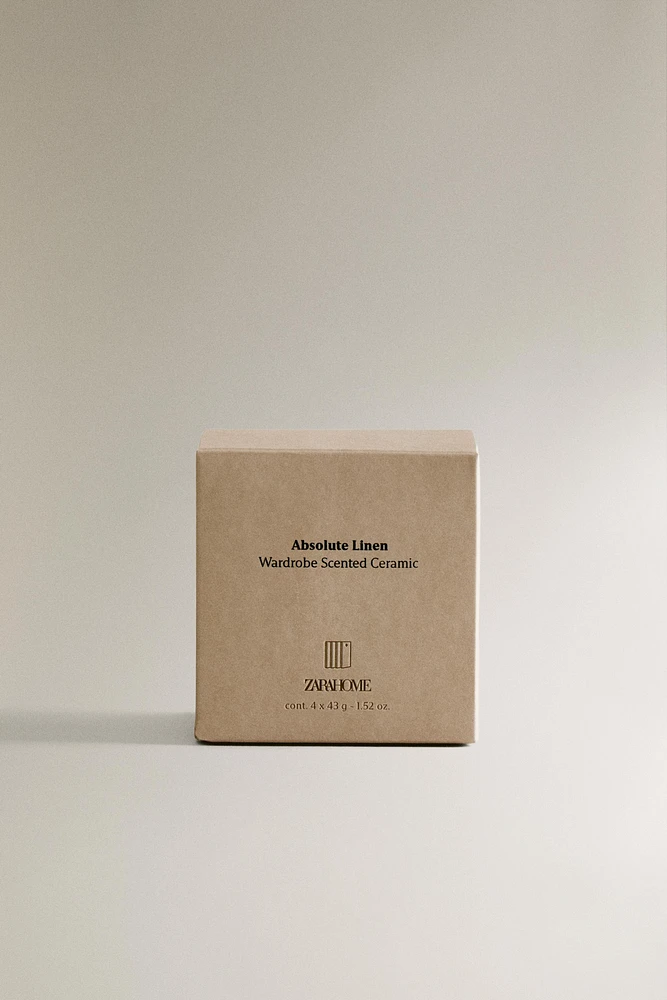 Absolute Linen
Wardrobe Scented Ceramic
ZARAHOME
cont. 4 x 43 g - 1.52 oz.